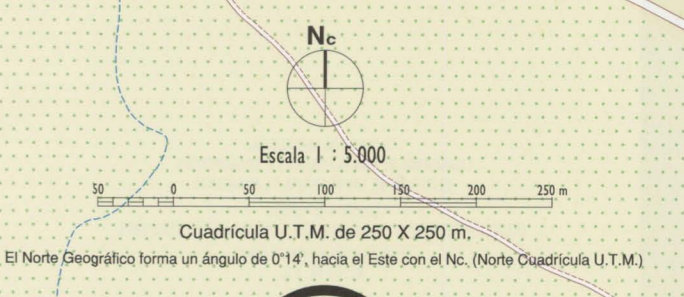 Nc
Escala 1 : 5.000
50 0 50 100 150 200 250 m
Cuadrícula U.T.M. de 250 X 250 m.
El Norte Geográfico forma un ángulo de 0°14', hacia el Este con el Nc. (Norte Cuadrícula U.T.M.)